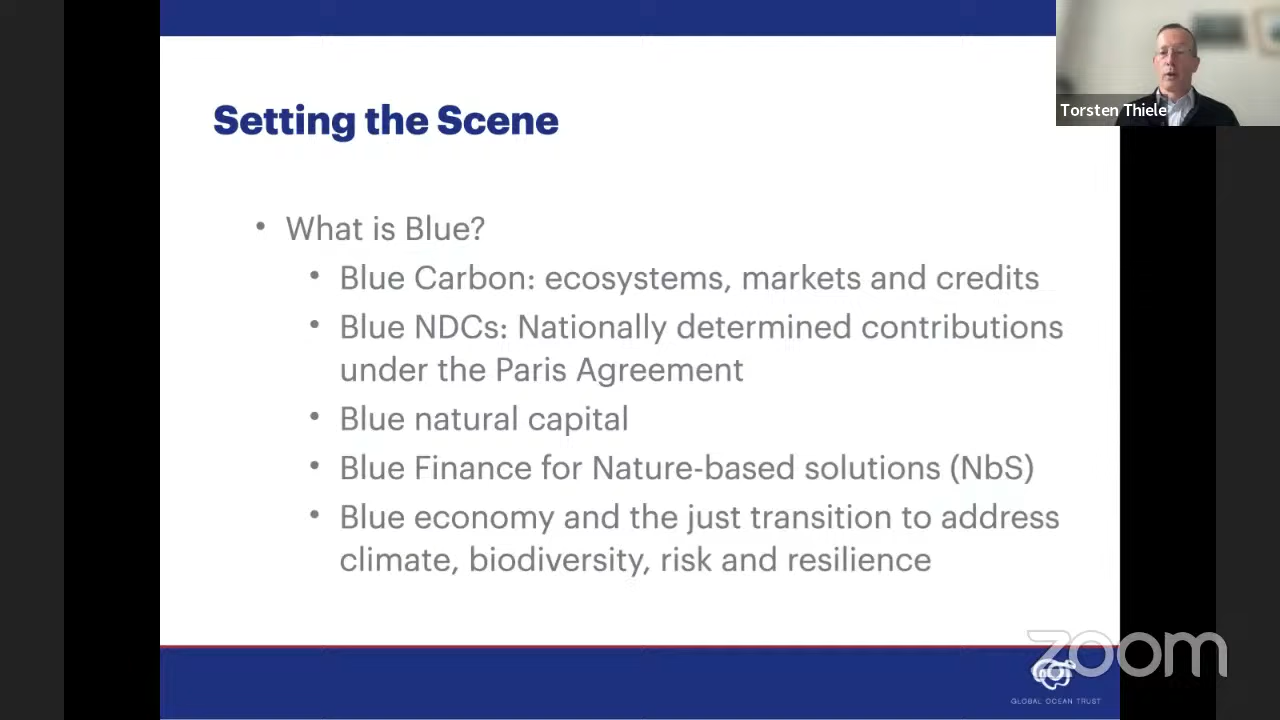 Torsten Thiele
Setting the Scene
• What is Blue?
• Blue Carbon: ecosystems, markets and credits
• Blue NDCs: Nationally determined contributions
under the Paris Agreement
• Blue natural capital
• Blue Finance for Nature-based solutions (NbS)
• Blue economy and the just transition to address
climate, biodiversity, risk and resilience
zoom
GLOBAL OCEAN TRUST